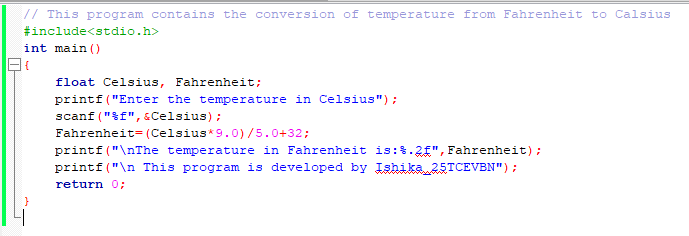 // This program contains the conversion of temperature from Fahrenheit to Calsius
#include<stdio.h>
int main()
{
float Celsius, Fahrenheit;
printf("Enter the temperature in Celsius");
scanf("%f",&Celsius);
Fahrenheit=(Celsius*9.0)/5.0+32;
printf("\nThe temperature in Fahrenheit is:%.2f",Fahrenheit);
printf("\n This program is developed by Ishika_25TCEVBN");
return 0;
}